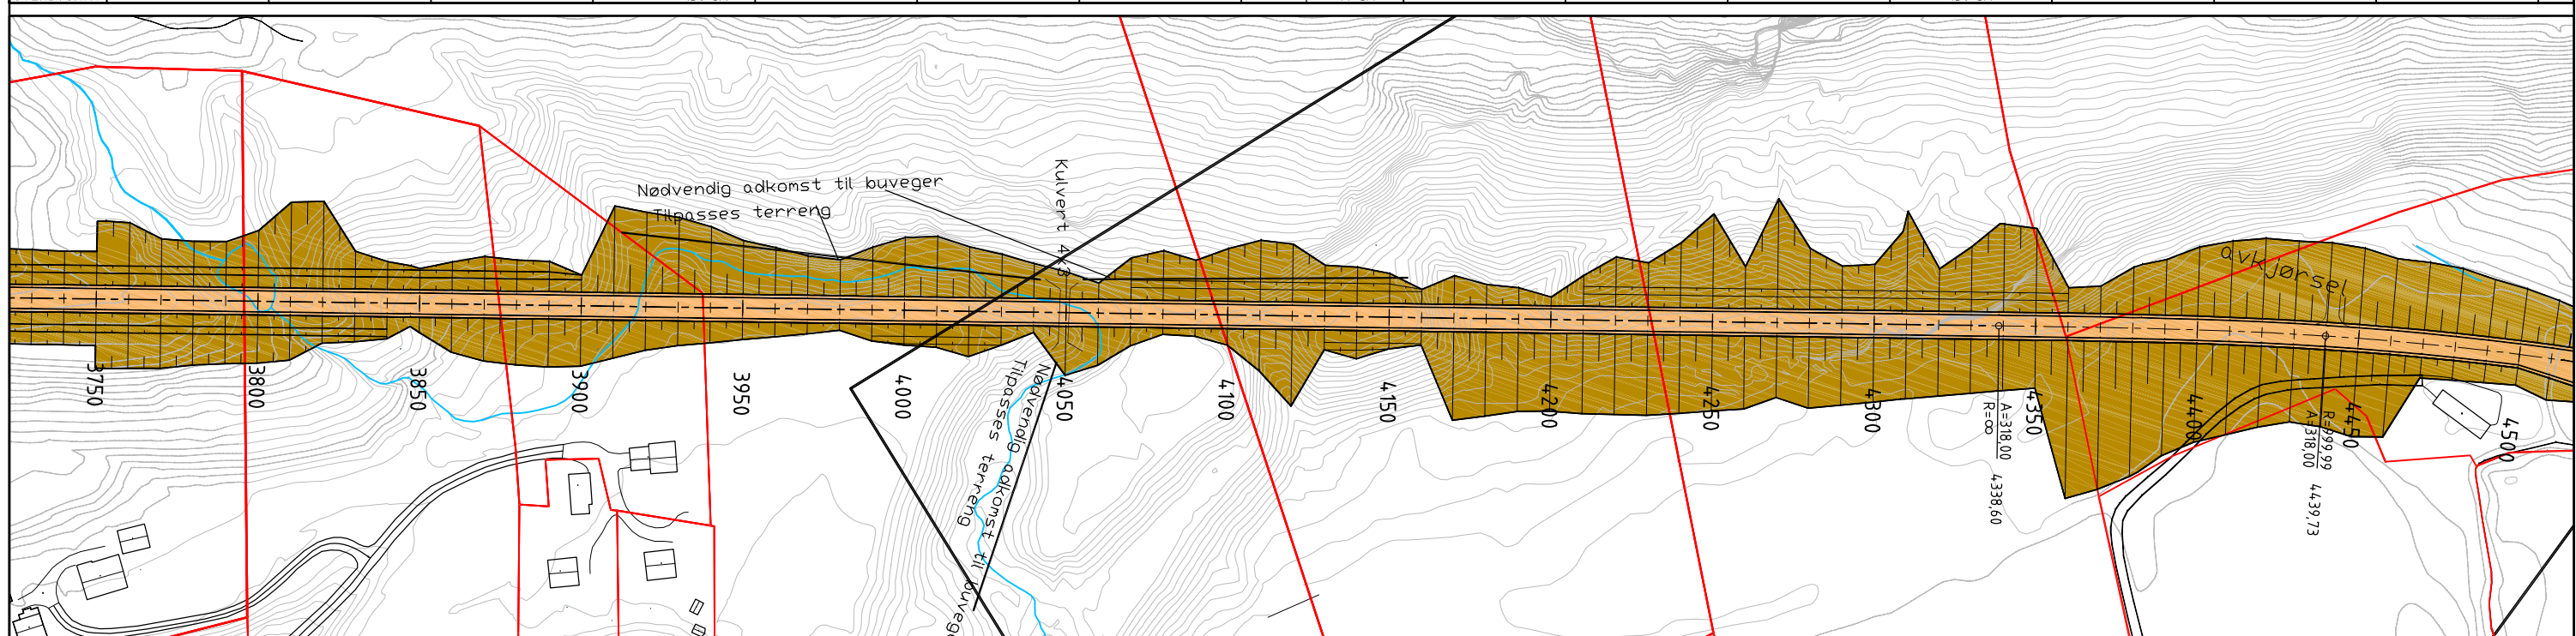 Nødvendig adkomst til buveger
Tilpasses terreng
Kulvert 4x3
avkjørsel
3750
3800
3850
3900
3950
4000
4050
4100
4150
4200
4250
4300
4350
4400
4450
4500
Nødvendig adkomst til buveg
Tilpasses terreng
A=318,00
R=∞
4338,60
R=999,99
A=318,00
4439,73